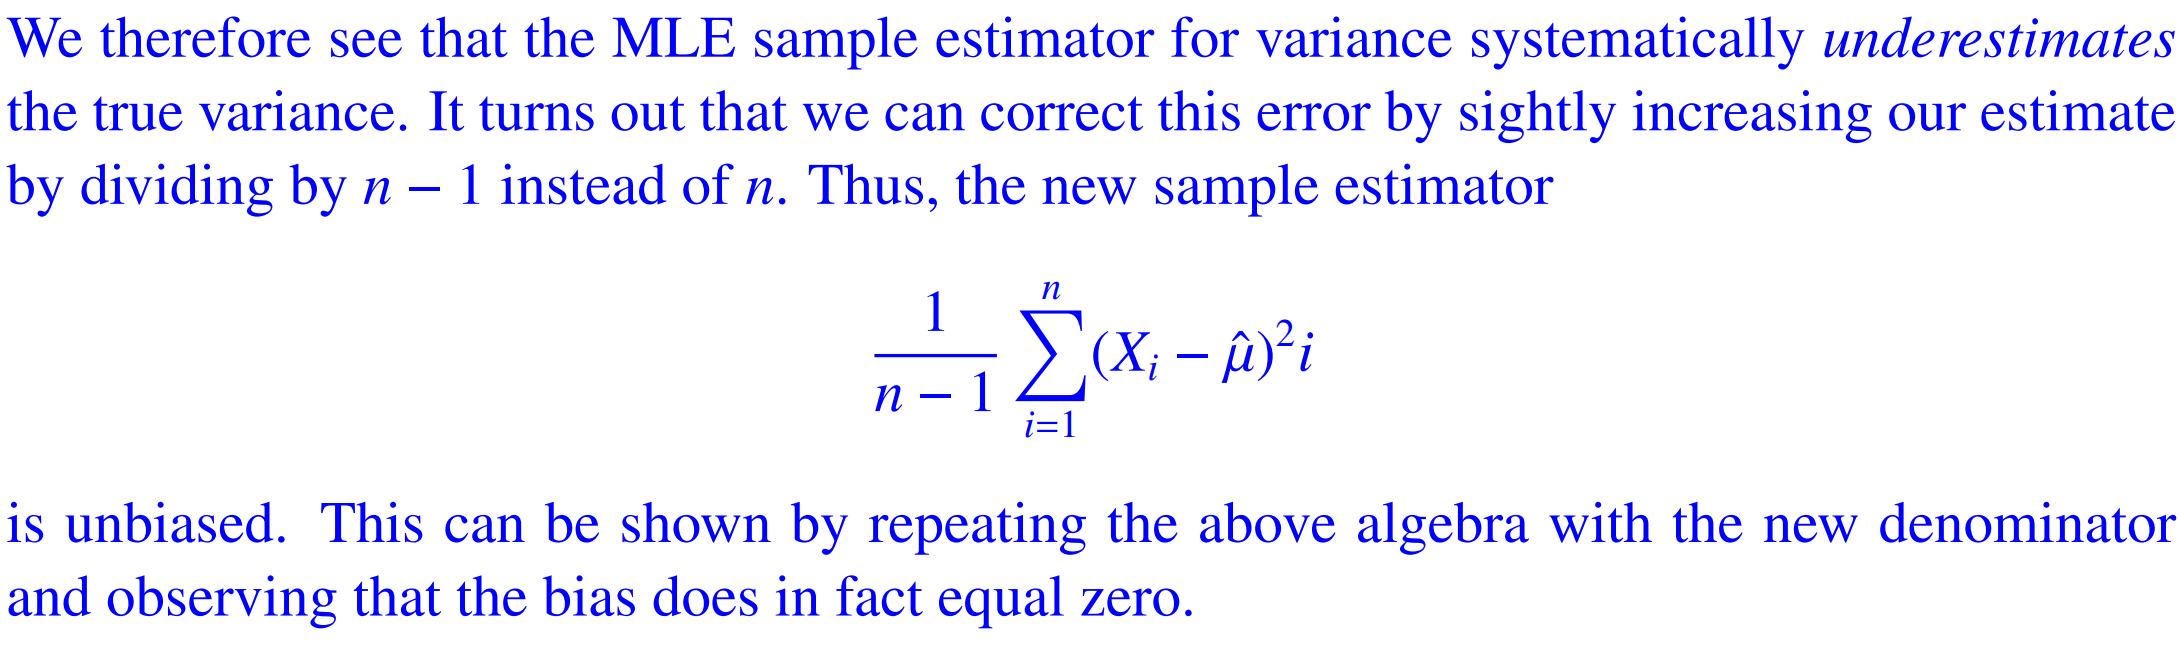 We therefore see that the MLE sample estimator for variance systematically underestimates
the true variance. It turns out that we can correct this error by sightly increasing our estimate
by dividing by n − 1 instead of n. Thus, the new sample estimator
\frac{1}{n-1} \sum_{i=1}^{n} (X_i - \hat{\mu})^2 i
is unbiased. This can be shown by repeating the above algebra with the new denominator
and observing that the bias does in fact equal zero.